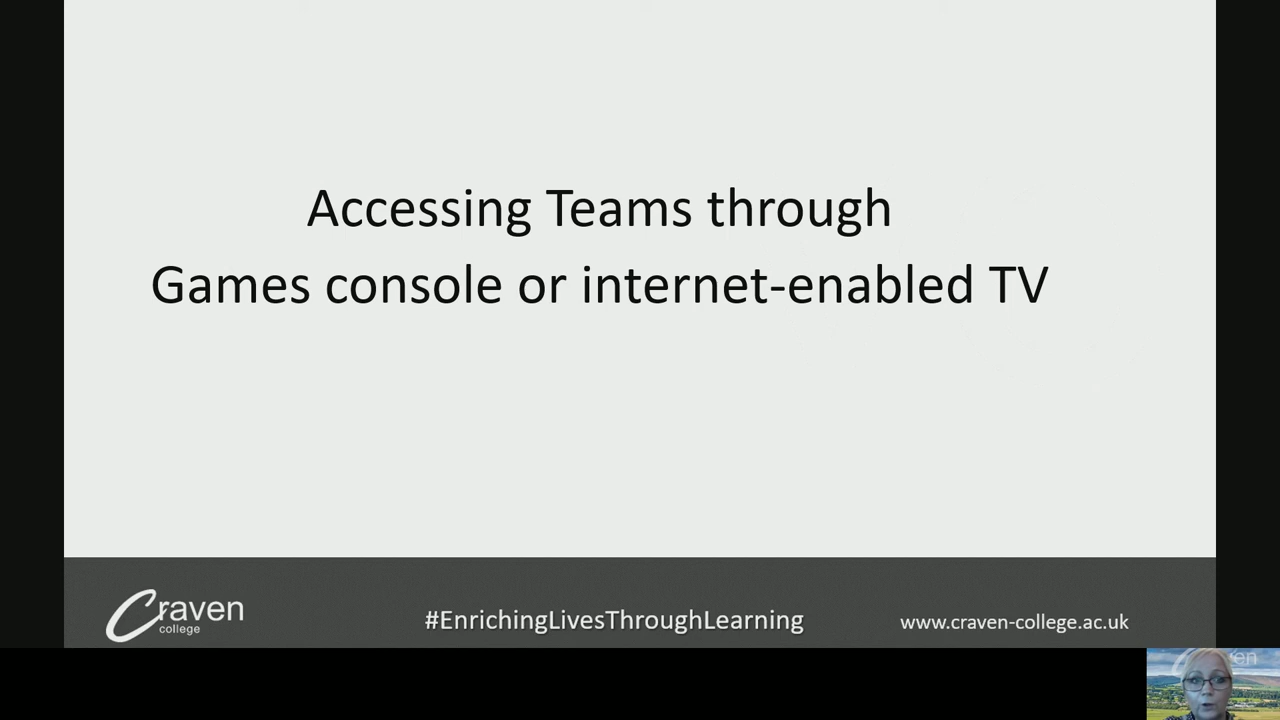 Accessing Teams through
Games console or internet-enabled TV
Craven
college
#EnrichingLivesThroughLearning
www.craven-college.ac.uk